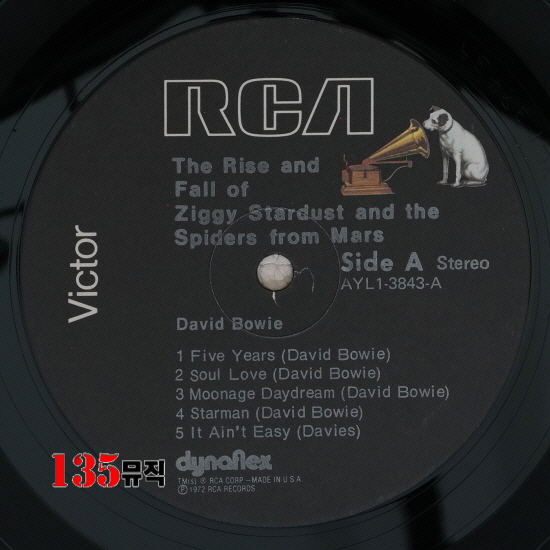 RCA
The Rise and
Fall of
Ziggy Stardust and the
Spiders from Mars
Victor
Side A Stereo
AYL1-3843-A
David Bowie
1 Five Years (David Bowie)
2 Soul Love (David Bowie)
3 Moonage Daydream (David Bowie)
4 Starman (David Bowie)
5 It Ain't Easy (Davies)
135뮤직
dynaflex
TM(s) ® RCA CORP—MADE IN U S A
Ⓟ1972 RCA RECORDS